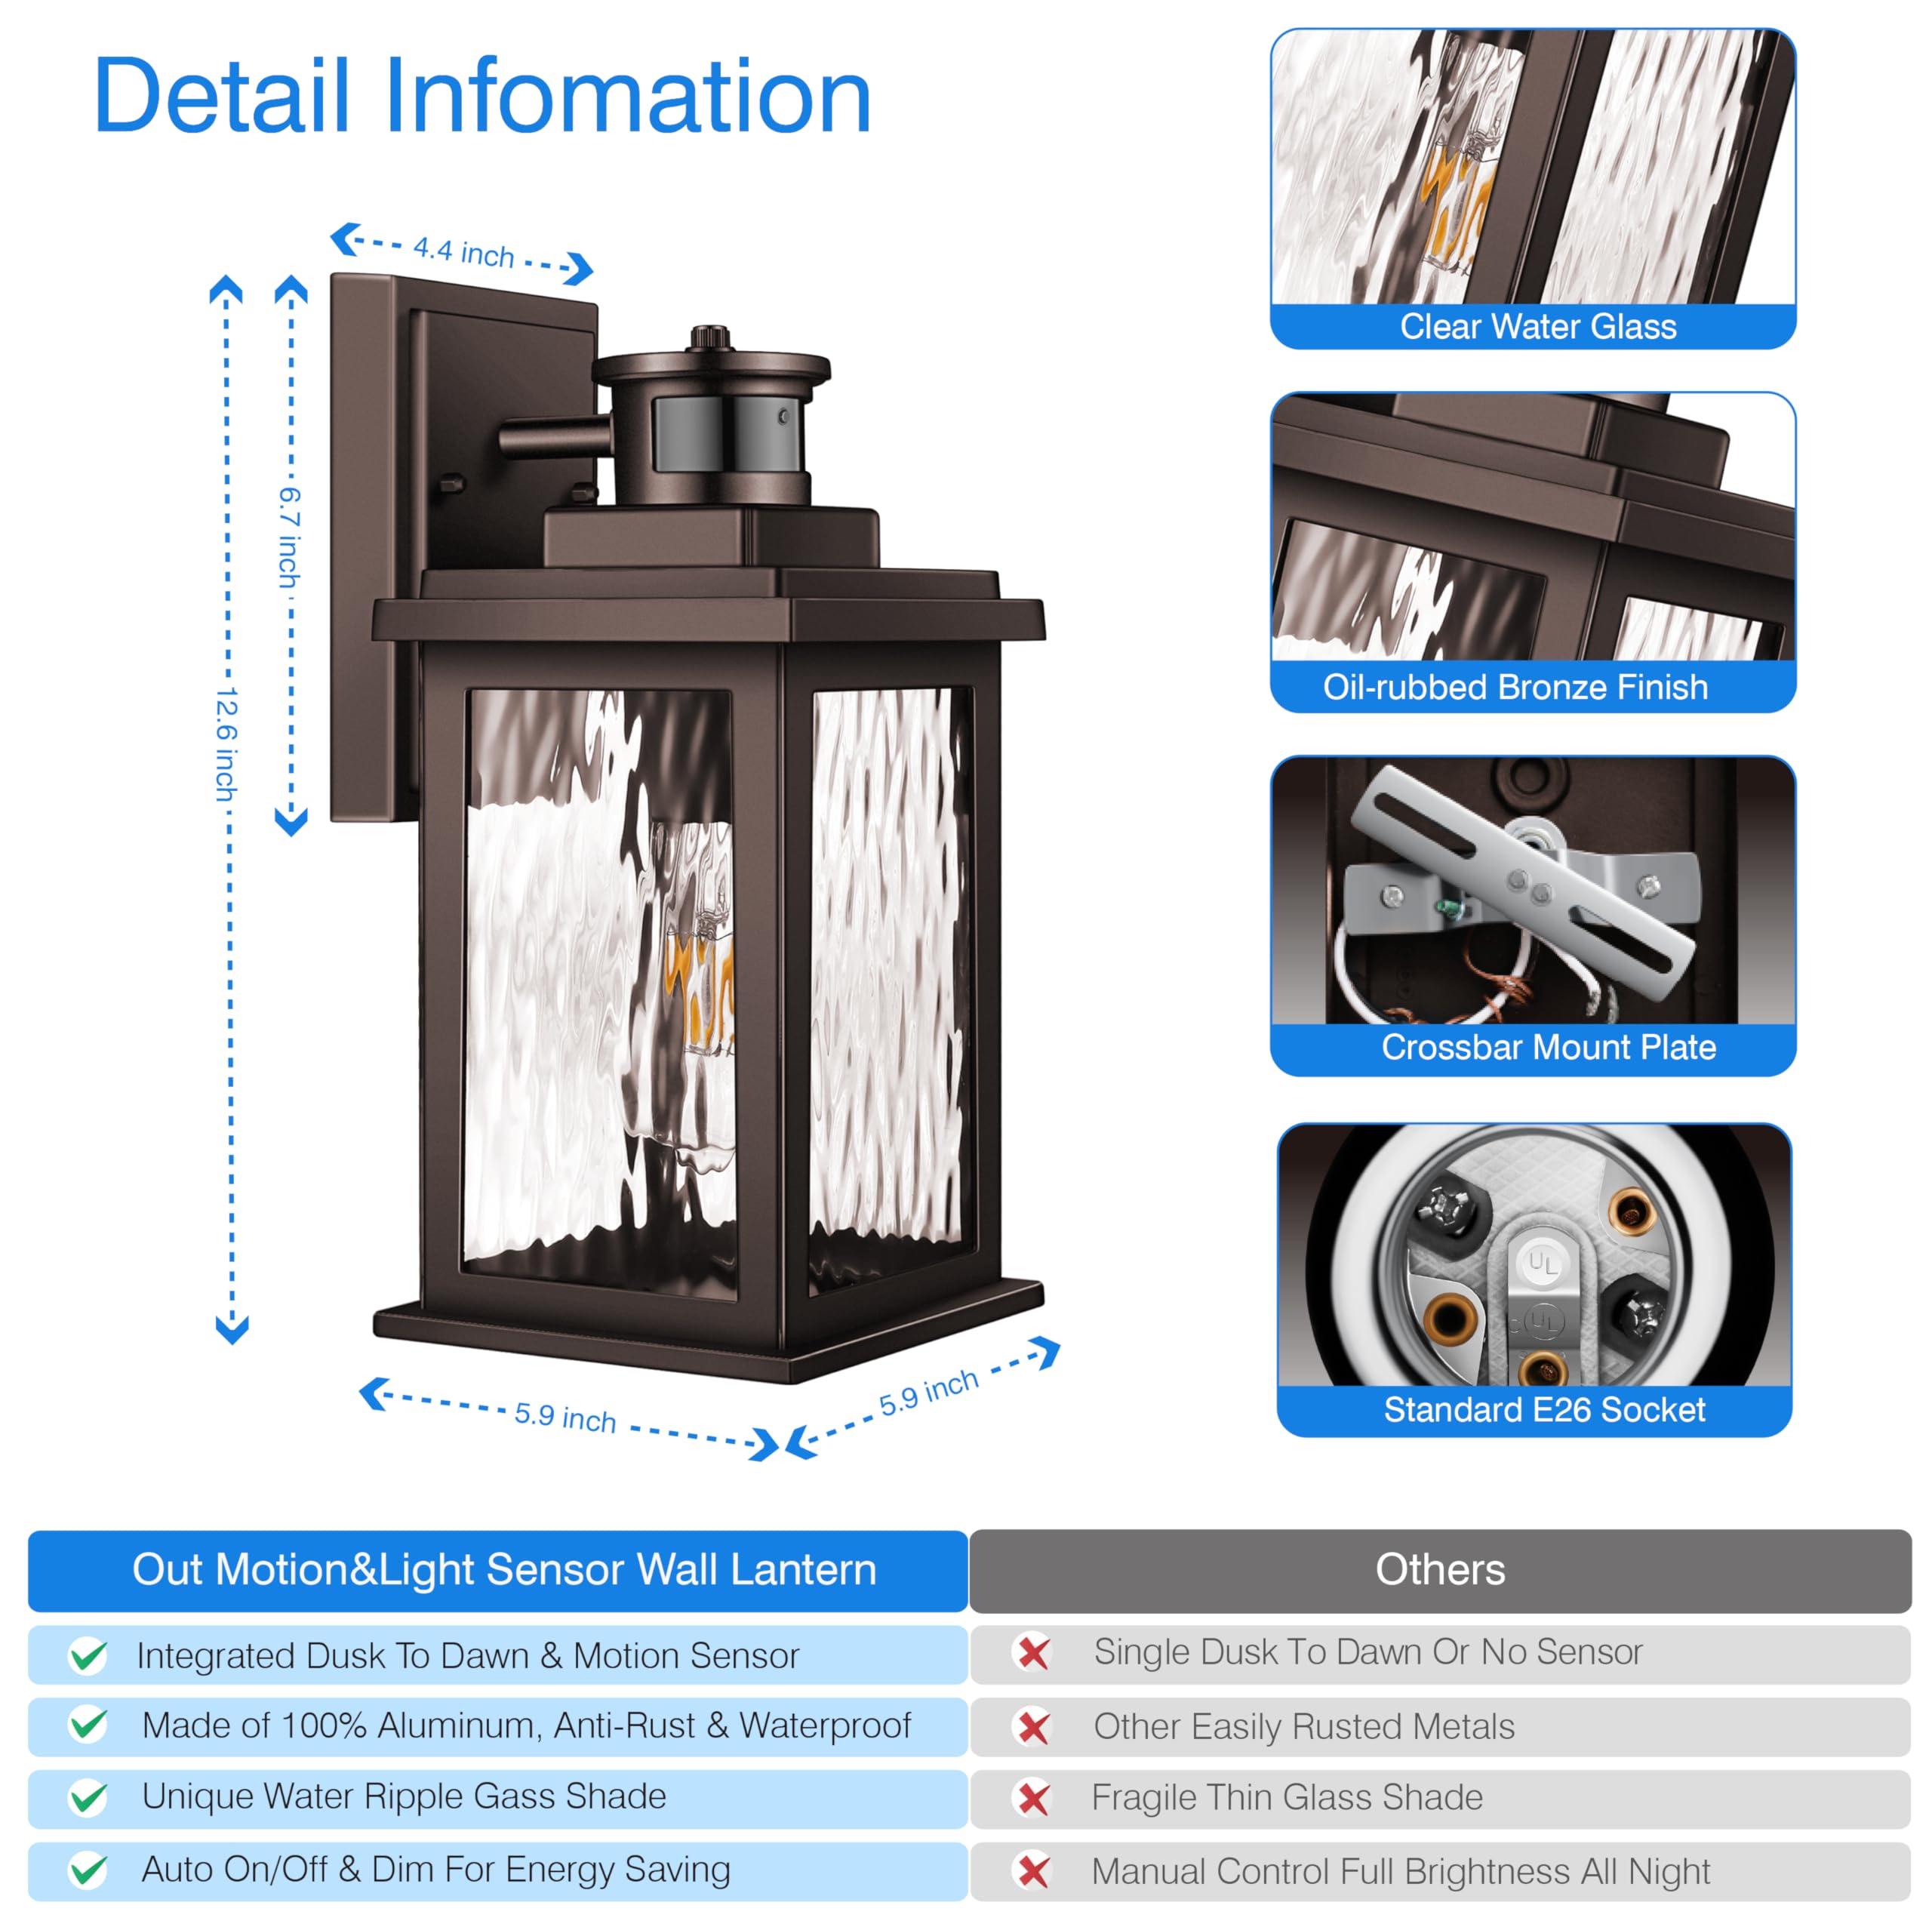 Detail Infomation
4.4 inch
6.7 inch
12.6 inch
5.9 inch
5.9 inch
Clear Water Glass
Oil-rubbed Bronze Finish
Crossbar Mount Plate
UL
c UL
Standard E26 Socket
Out Motion&Light Sensor Wall Lantern
Others
Integrated Dusk To Dawn & Motion Sensor
Single Dusk To Dawn Or No Sensor
Made of 100% Aluminum, Anti-Rust & Waterproof
Other Easily Rusted Metals
Unique Water Ripple Gass Shade
Fragile Thin Glass Shade
Auto On/Off & Dim For Energy Saving
Manual Control Full Brightness All Night